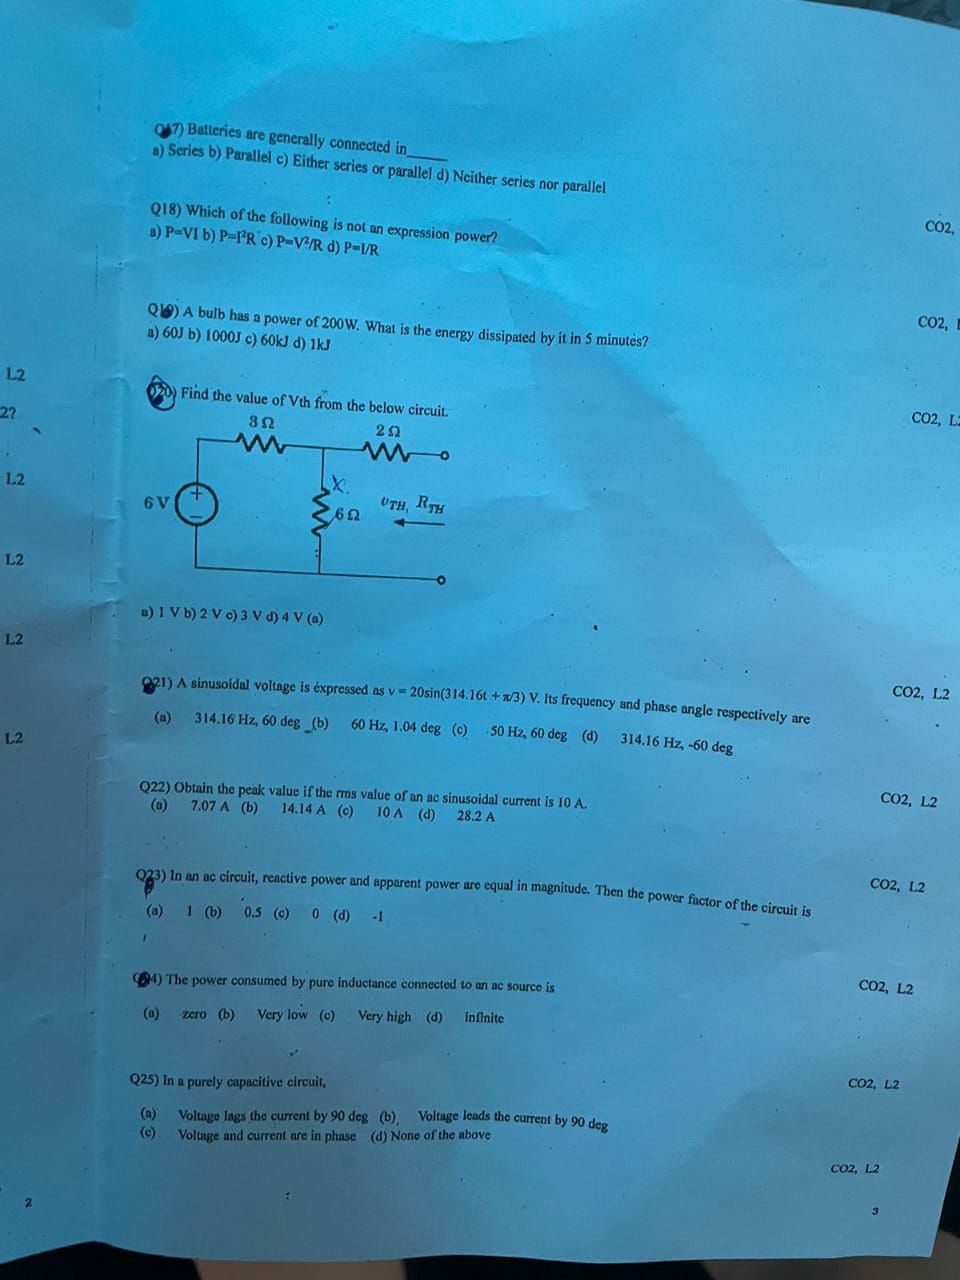 Q17) Batteries are generally connected in____
a) Series b) Parallel c) Either series or parallel d) Neither series nor parallel
CO2,
Q18) Which of the following is not an expression power?
a) P=VI b) P=I²R c) P=V²/R d) P=I/R
CO2,
Q19) A bulb has a power of 200W. What is the energy dissipated by it in 5 minutes?
a) 60J b) 1000J c) 60kJ d) 1kJ
L2
Q20) Find the value of Vth from the below circuit.
CO2, L2
2?
3 Ω
2 Ω
L2
X
6 V
+
6 Ω
υTH, RTH
L2
a) 1 V b) 2 V c) 3 V d) 4 V (a)
L2
Q21) A sinusoidal voltage is expressed as v = 20sin(314.16t + π/3) V. Its frequency and phase angle respectively are
CO2, L2
(a) 314.16 Hz, 60 deg (b) 60 Hz, 1.04 deg (c) 50 Hz, 60 deg (d) 314.16 Hz, -60 deg
L2
Q22) Obtain the peak value if the rms value of an ac sinusoidal current is 10 A.
CO2, L2
(a) 7.07 A (b) 14.14 A (c) 10 A (d) 28.2 A
Q23) In an ac circuit, reactive power and apparent power are equal in magnitude. Then the power factor of the circuit is
CO2, L2
(a) 1 (b) 0.5 (c) 0 (d) -1
Q24) The power consumed by pure inductance connected to an ac source is
CO2, L2
(a) zero (b) Very low (c) Very high (d) infinite
Q25) In a purely capacitive circuit,
CO2, L2
(a) Voltage lags the current by 90 deg (b) Voltage leads the current by 90 deg
(c) Voltage and current are in phase (d) None of the above
CO2, L2
2
3